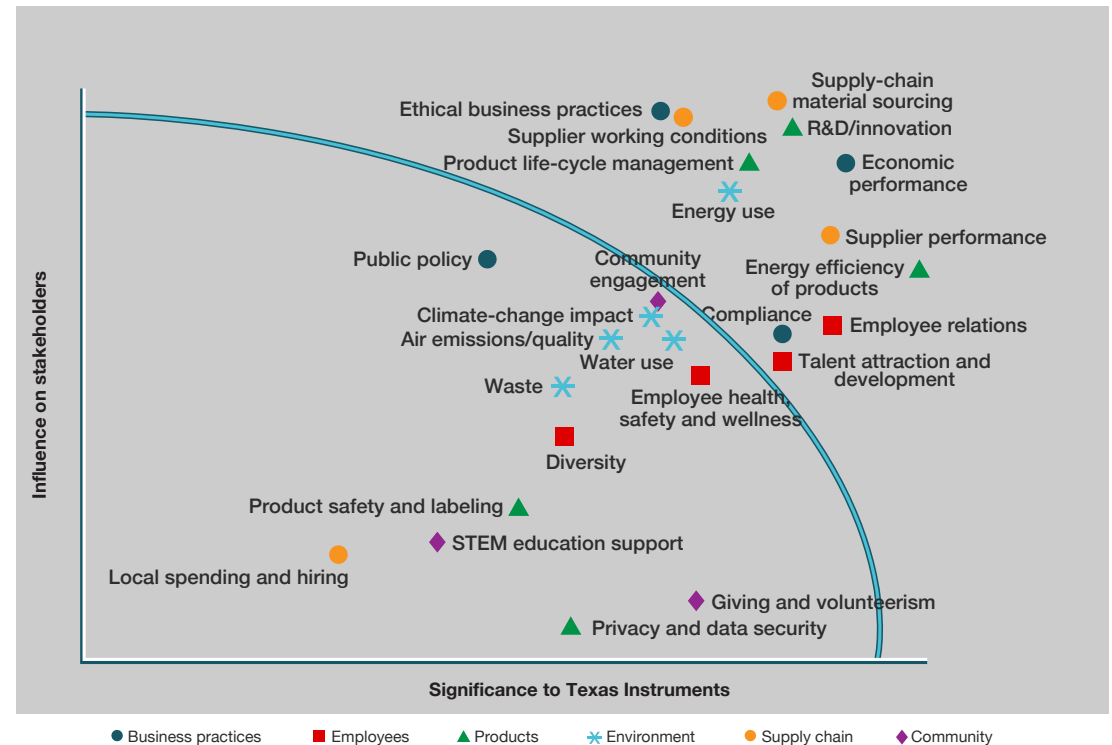 Supply-chain
material sourcing
Ethical business practices
Supplier working conditions
R&D/innovation
Product life-cycle management
Economic
performance
Energy use
Supplier performance
Public policy
Community
engagement
Energy efficiency
of products
Climate-change impact
Compliance
Employee relations
Air emissions/quality
Water use
Talent attraction and
development
Waste
Employee health,
safety and wellness
Diversity
Product safety and labeling
STEM education support
Local spending and hiring
Giving and volunteerism
Privacy and data security
Influence on stakeholders
Significance to Texas Instruments
Business practices
Employees
Products
Environment
Supply chain
Community